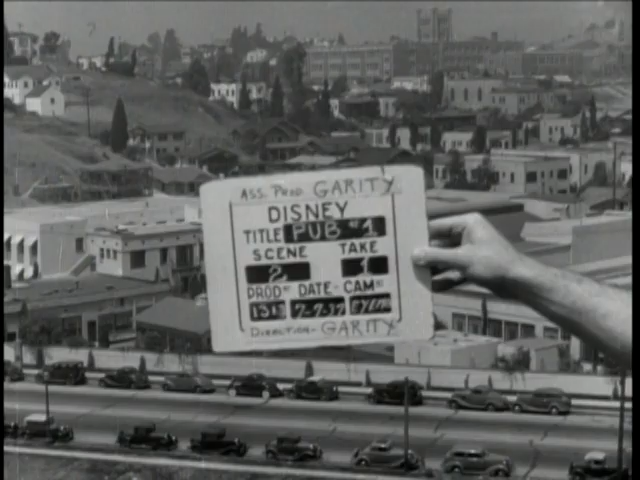 ASS. PROD GARITY
DISNEY
TITLE PUB #1
SCENE TAKE
2 1
PROD# DATE- CAM#
7-7-37
DIRECTION- GARITY